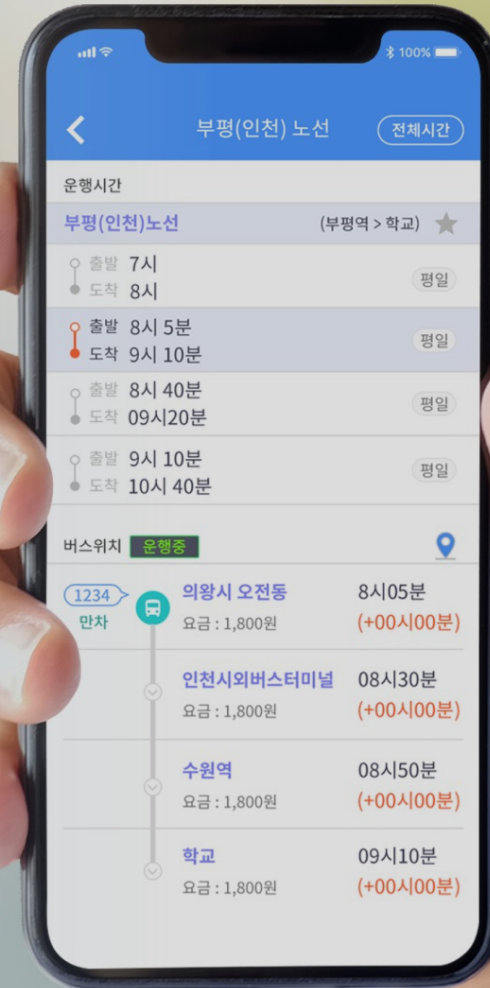 100%
부평(인천) 노선
전체시간
운행시간
부평(인천)노선 (부평역 > 학교)
출발 7시
도착 8시
평일
출발 8시 5분
도착 9시 10분
평일
출발 8시 40분
도착 09시20분
평일
출발 9시 10분
도착 10시 40분
평일
버스위치 운행중
1234
만차
의왕시 오전동 8시05분
요금 : 1,800원 (+00시00분)
인천시외버스터미널 08시30분
요금 : 1,800원 (+00시00분)
수원역 08시50분
요금 : 1,800원 (+00시00분)
학교 09시10분
요금 : 1,800원 (+00시00분)